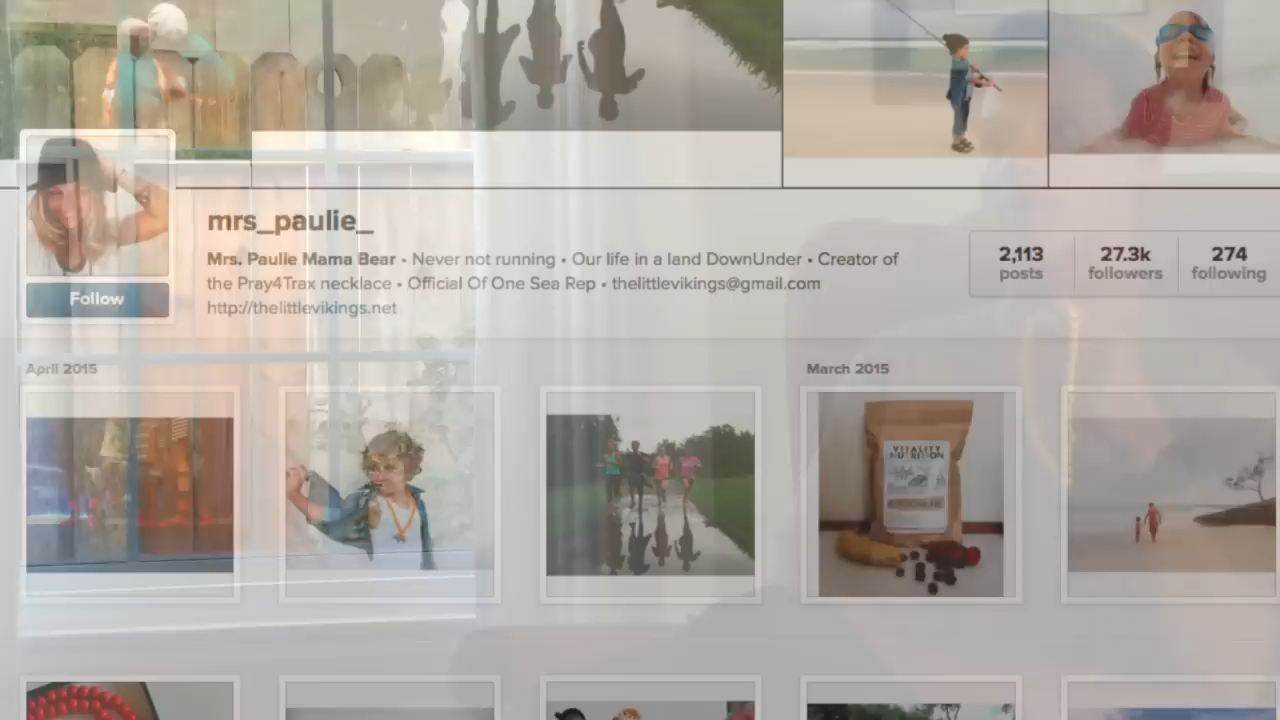 mrs_paulie_
Mrs. Paulie Mama Bear • Never not running • Our life in a land DownUnder • Creator of
the Pray4Trax necklace • Official Of One Sea Rep • thelittlevikings@gmail.com
http://thelittlevikings.net
Follow
2,113 posts
27.3k followers
274 following
April 2015
March 2015
VITALITY
NUTRITION